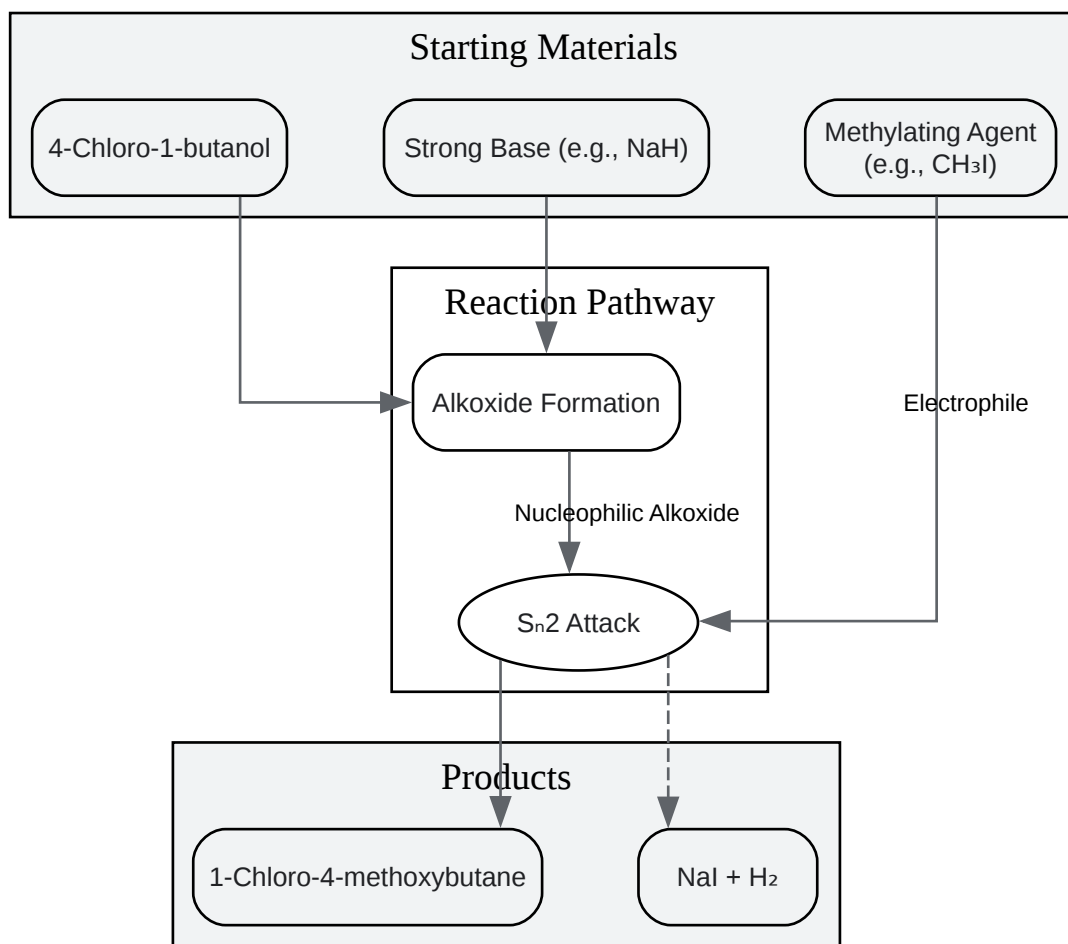 Starting Materials
4-Chloro-1-butanol
Strong Base (e.g., NaH)
Methylating Agent
(e.g., CH₃I)
Reaction Pathway
Alkoxide Formation
Electrophile
Nucleophilic Alkoxide
Sₙ2 Attack
Products
1-Chloro-4-methoxybutane
NaI + H₂